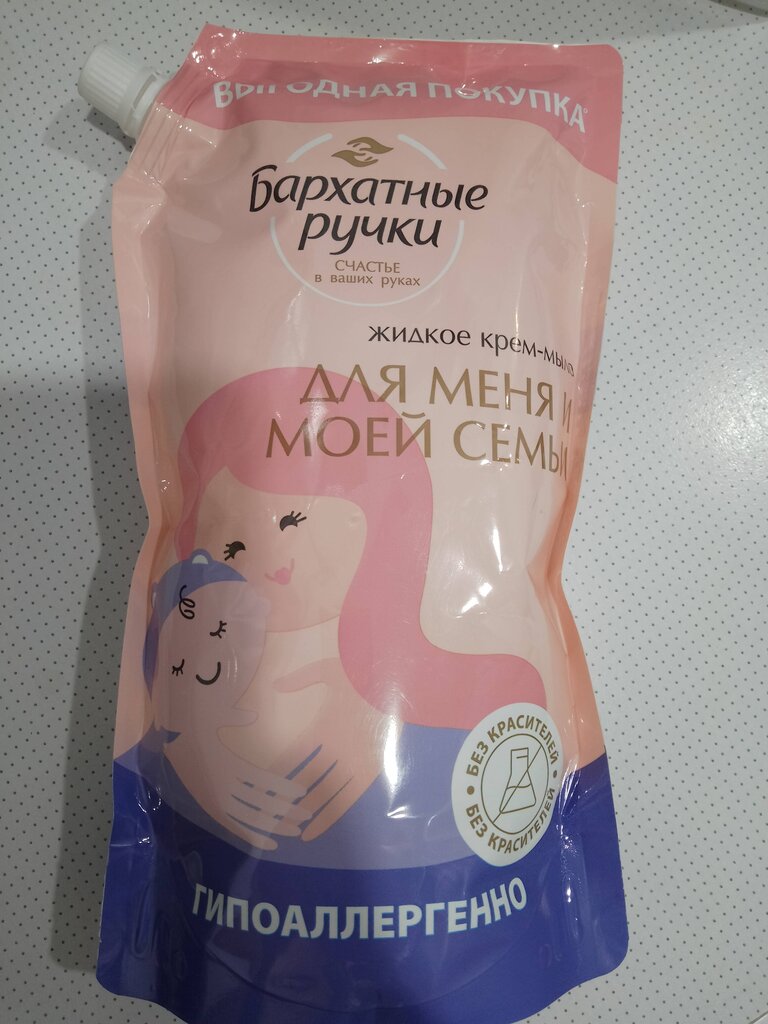 ВЫГОДНАЯ ПОКУПКА
Бархатные
ручки
СЧАСТЬЕ
в ваших руках
жидкое крем-мыло
ДЛЯ МЕНЯ И
МОЕЙ СЕМЬИ
БЕЗ КРАСИТЕЛЕЙ • БЕЗ КРАСИТЕЛЕЙ •
ГИПОАЛЛЕРГЕННО